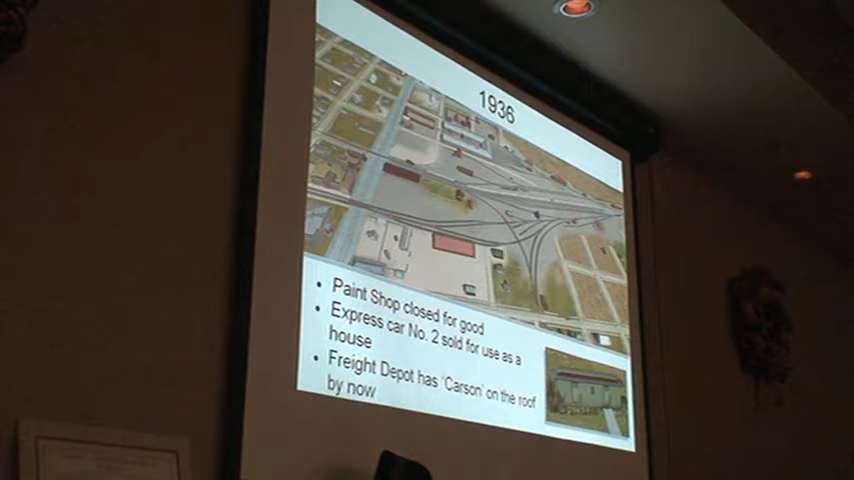 1936
• Paint Shop closed for good
• Express car No. 2 sold for use as a
house
• Freight Depot has 'Carson' on the roof
by now